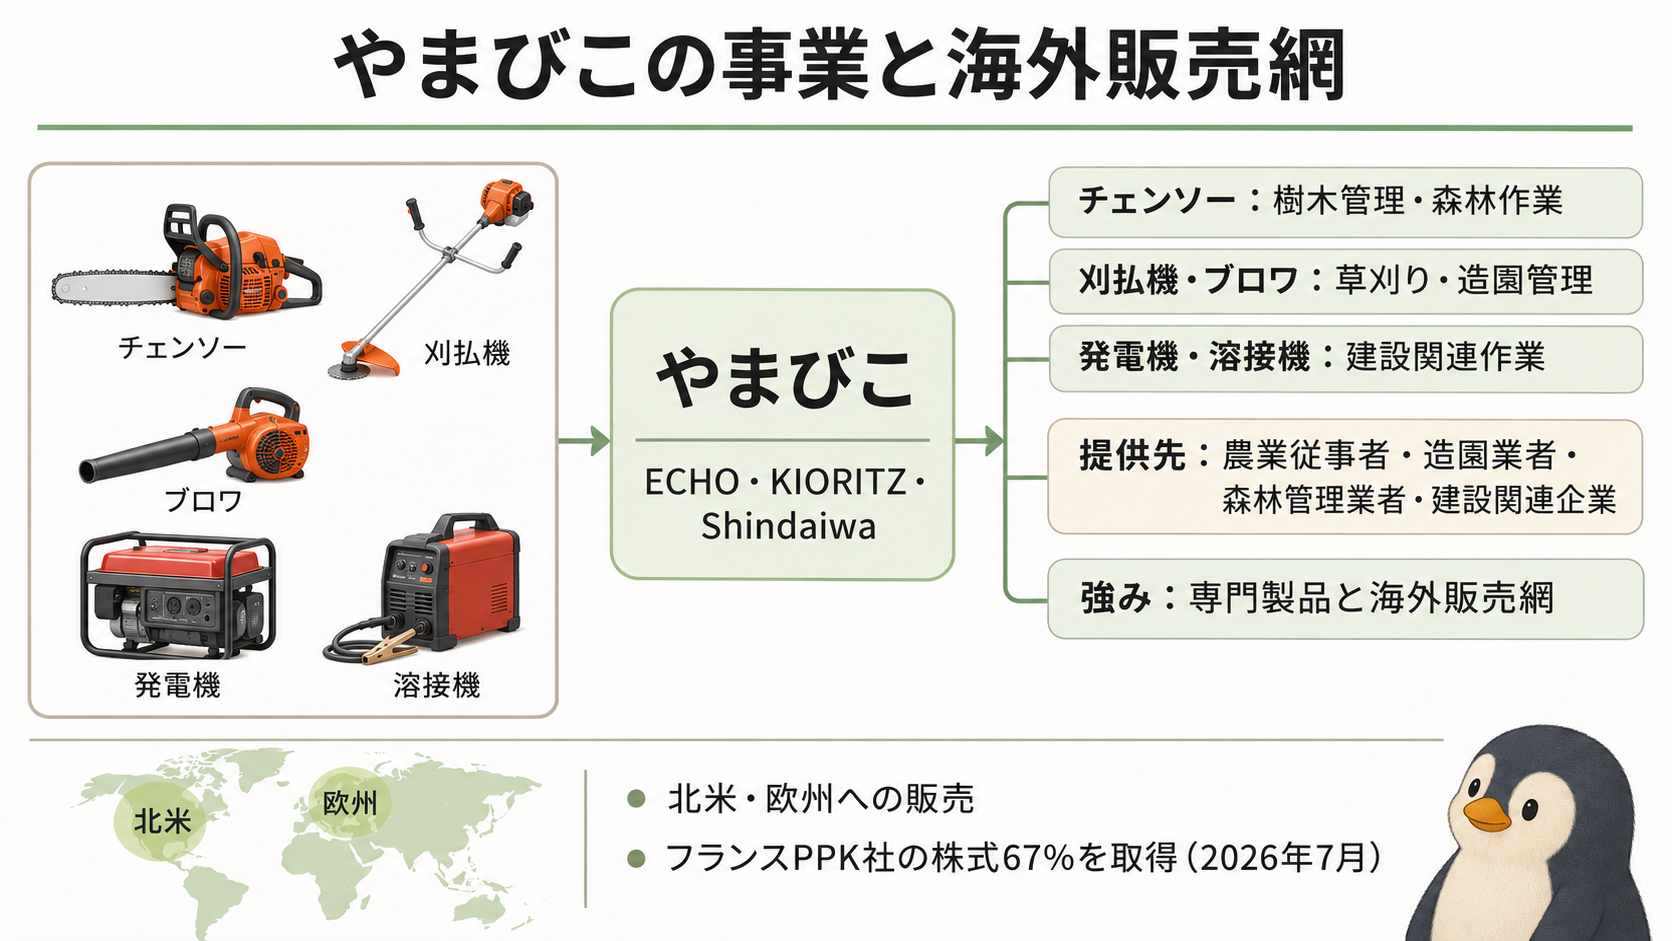 やまびこの事業と海外販売網
チェンソー
刈払機
ブロワ
発電機
溶接機
やまびこ
ECHO・KIORITZ・
Shindaiwa
チェンソー：樹木管理・森林作業
刈払機・ブロワ：草刈り・造園管理
発電機・溶接機：建設関連作業
提供先：農業従事者・造園業者・
森林管理業者・建設関連企業
強み：専門製品と海外販売網
北米
欧州
北米・欧州への販売
フランスPPK社の株式67%を取得（2026年7月）